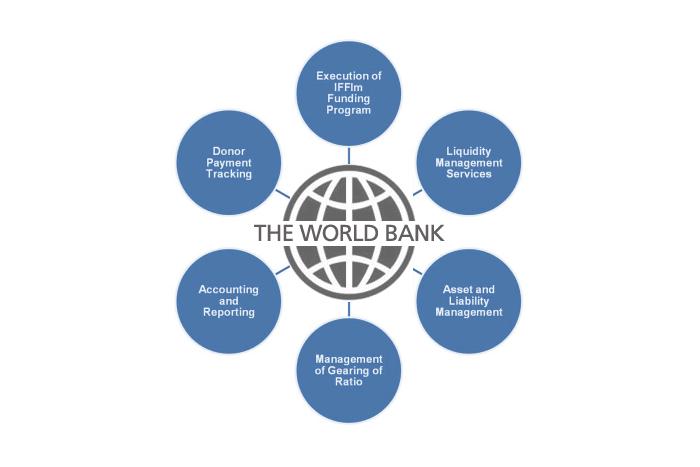 Execution of
IFFIm
Funding
Program
Donor
Payment
Tracking
Liquidity
Management
Services
THE WORLD BANK
Accounting
and
Reporting
Asset and
Liability
Management
Management
of Gearing of
Ratio